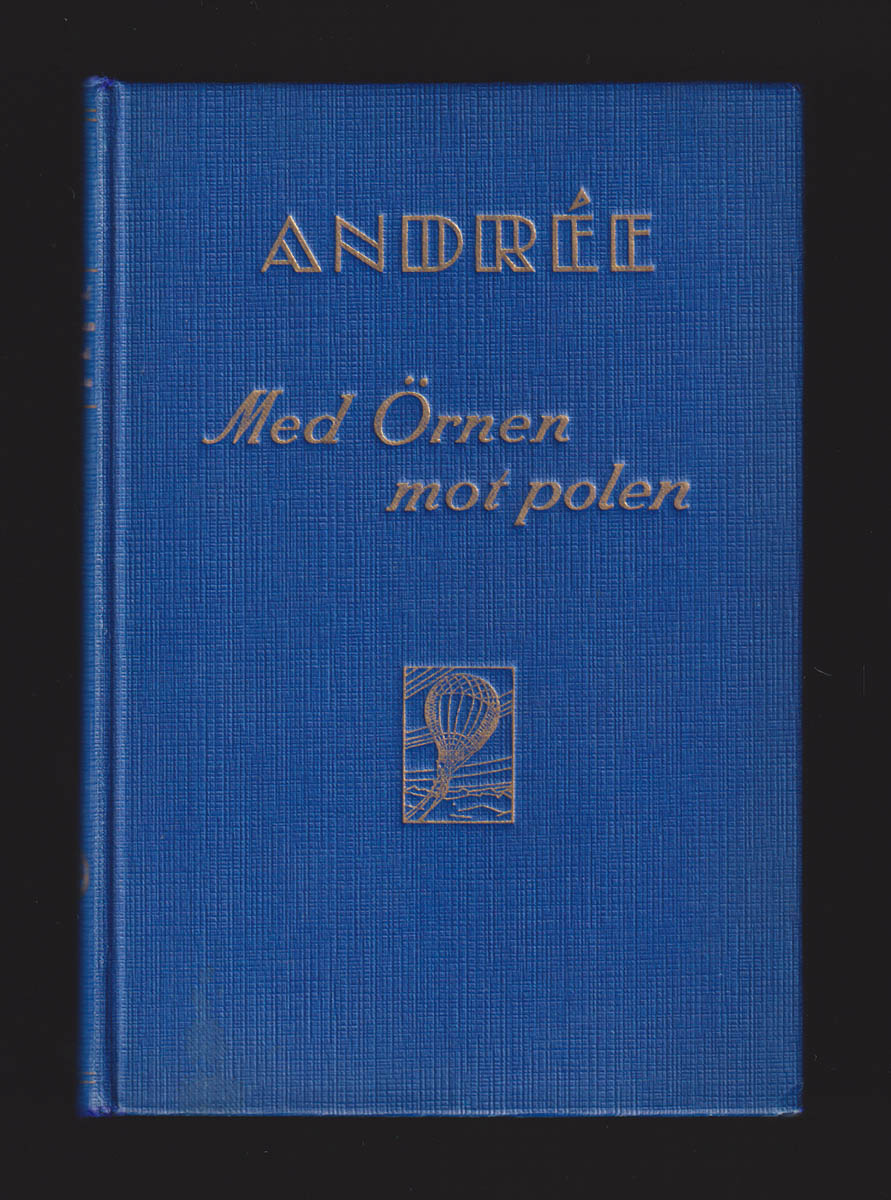 ANDRÉE
Med Örnen
mot polen